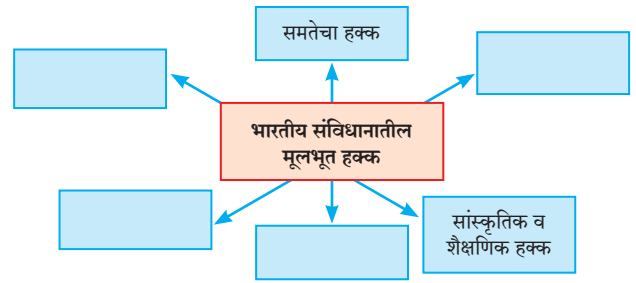 समतेचा हक्क
भारतीय संविधानातील
मूलभूत हक्क
सांस्कृतिक व
शैक्षणिक हक्क